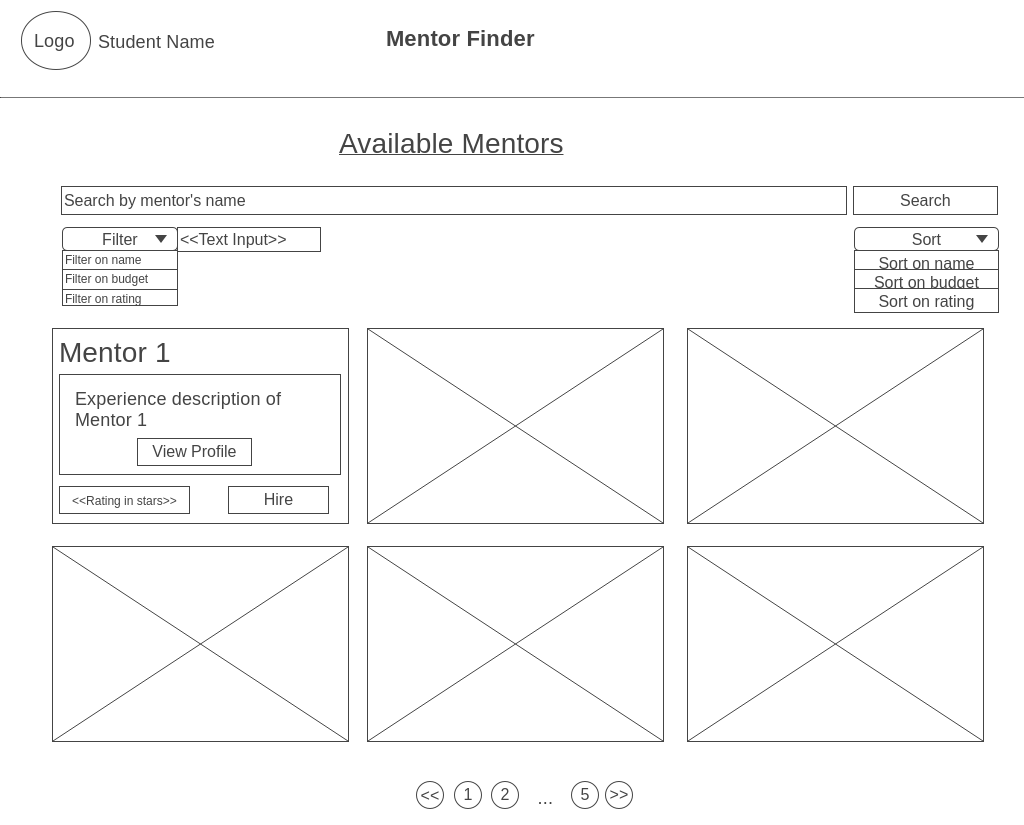 Logo
Student Name
Mentor Finder
Available Mentors
Search by mentor's name
Search
Filter
<<Text Input>>
Sort
Filter on name
Filter on budget
Filter on rating
Sort on name
Sort on budget
Sort on rating
Mentor 1
Experience description of
Mentor 1
View Profile
<<Rating in stars>>
Hire
<< 1 2 ... 5 >>